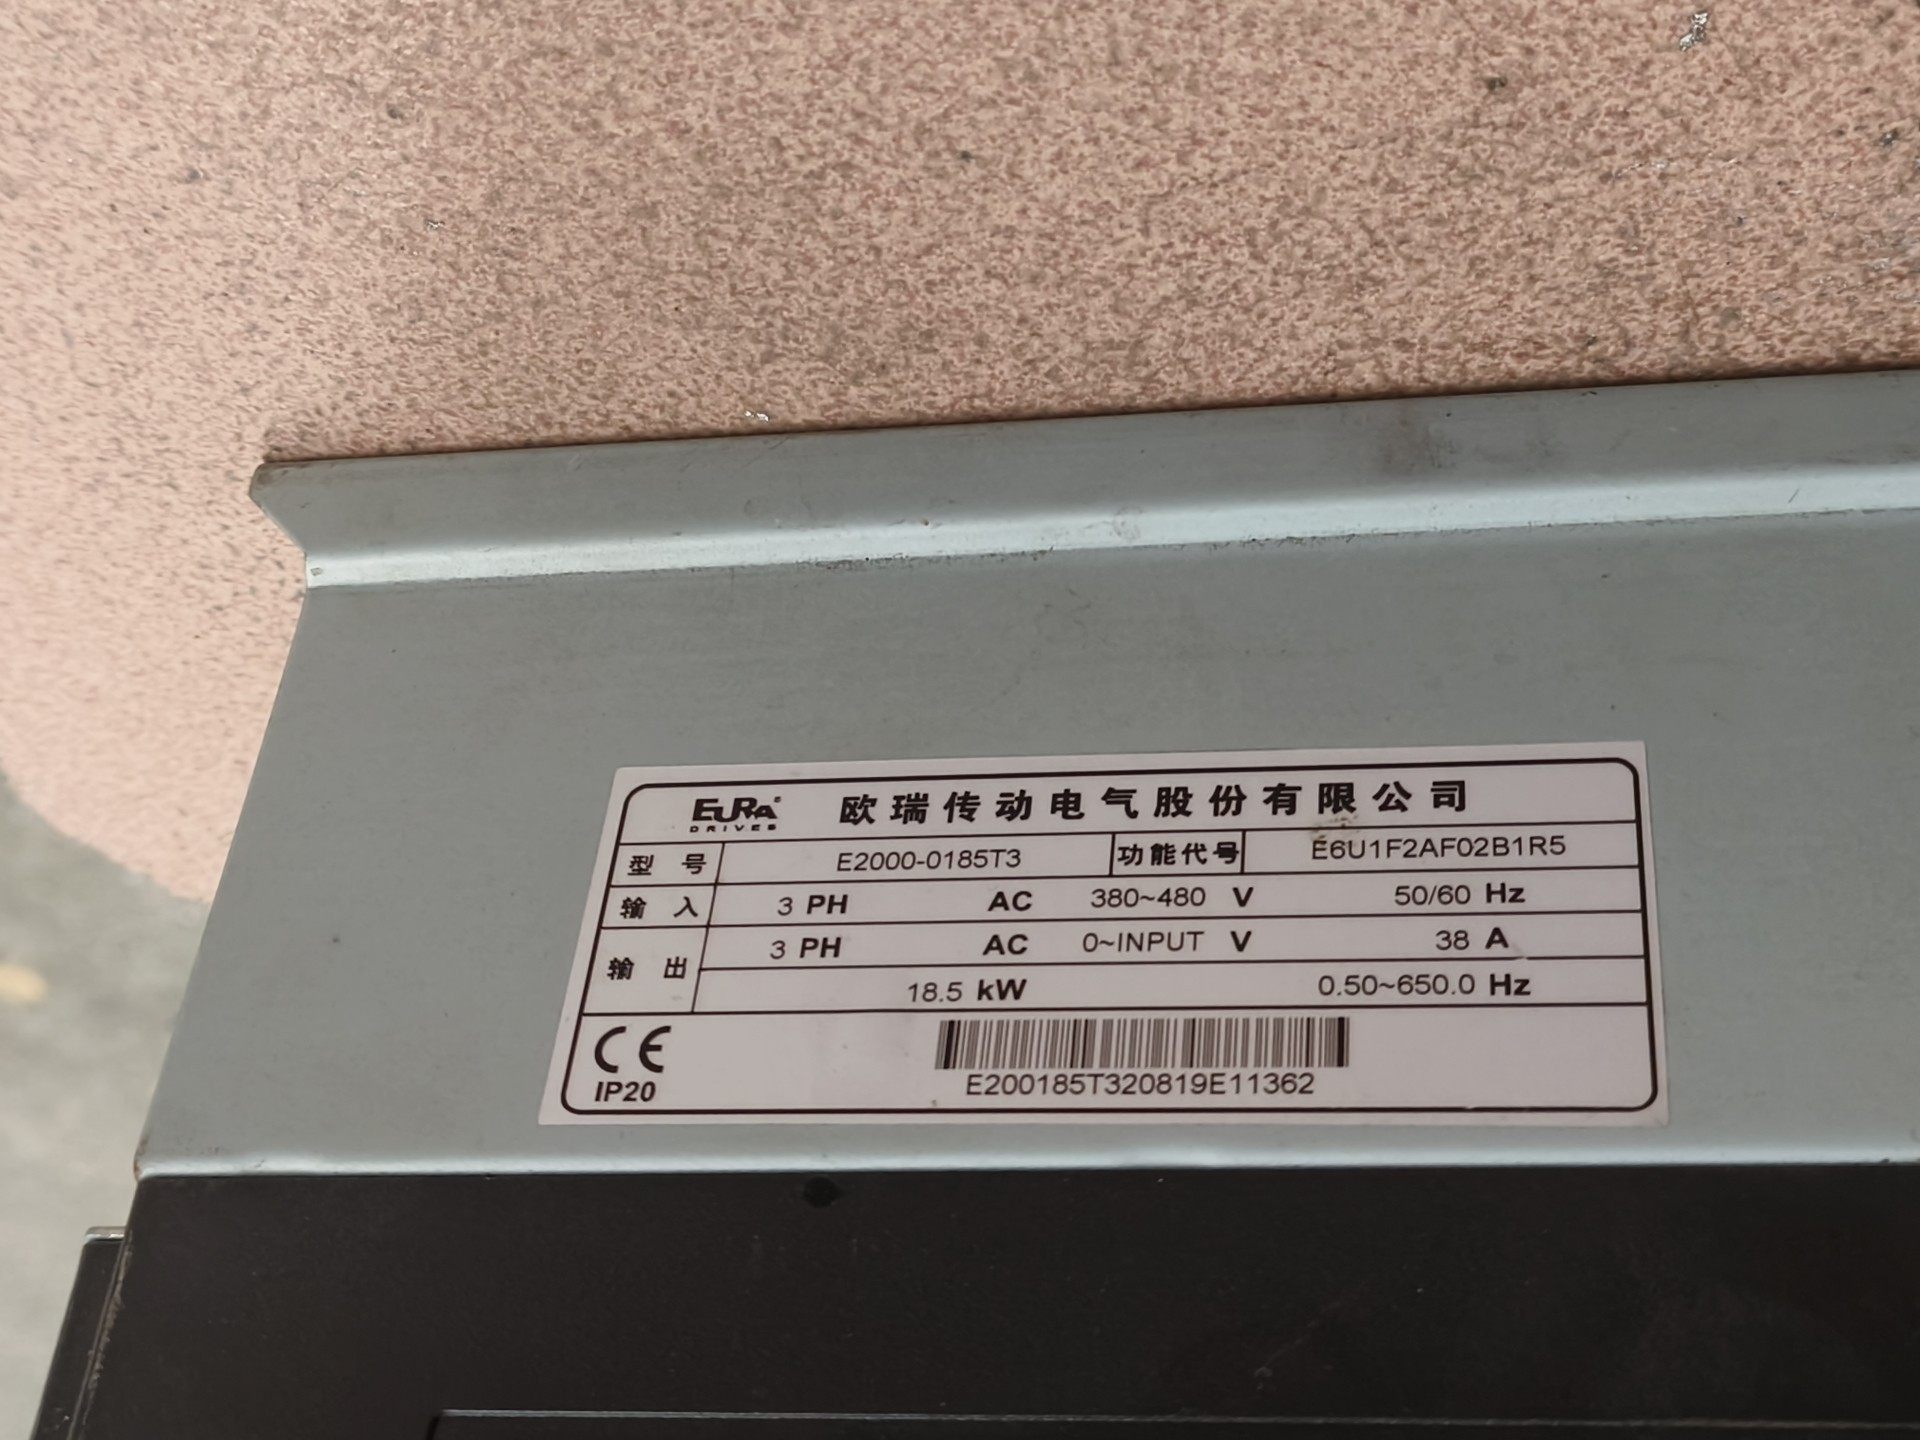 EURA DRIVES 欧瑞传动电气股份有限公司
型号 E2000-0185T3 功能代号 E6U1F2AF02B1R5
输入 3 PH AC 380~480 V 50/60 Hz
输出 3 PH AC 0~INPUT V 38 A
18.5 kW 0.50~650.0 Hz
CE
IP20
E200185T320819E11362